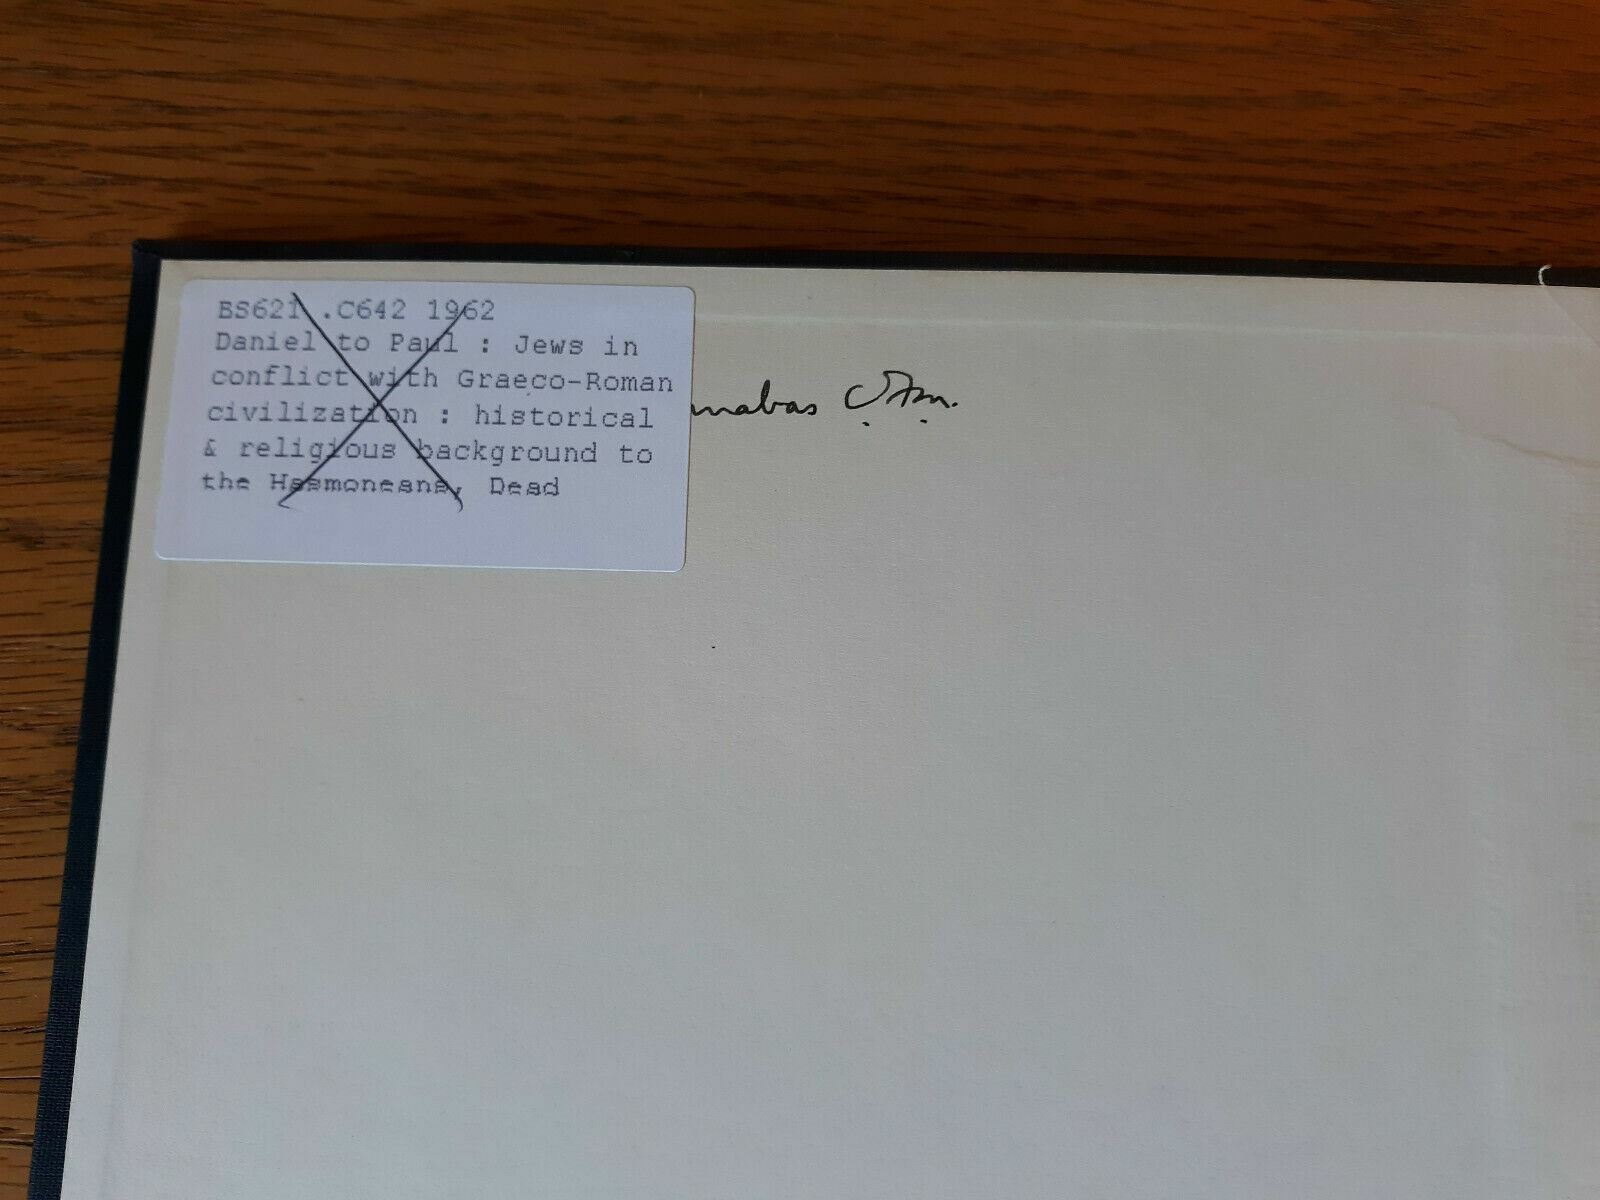 BS621 .C642 1962
Daniel to Paul : Jews in
conflict with Graeco-Roman
civilization : historical
& religious background to
the Hasmoneans, Dead
nabas